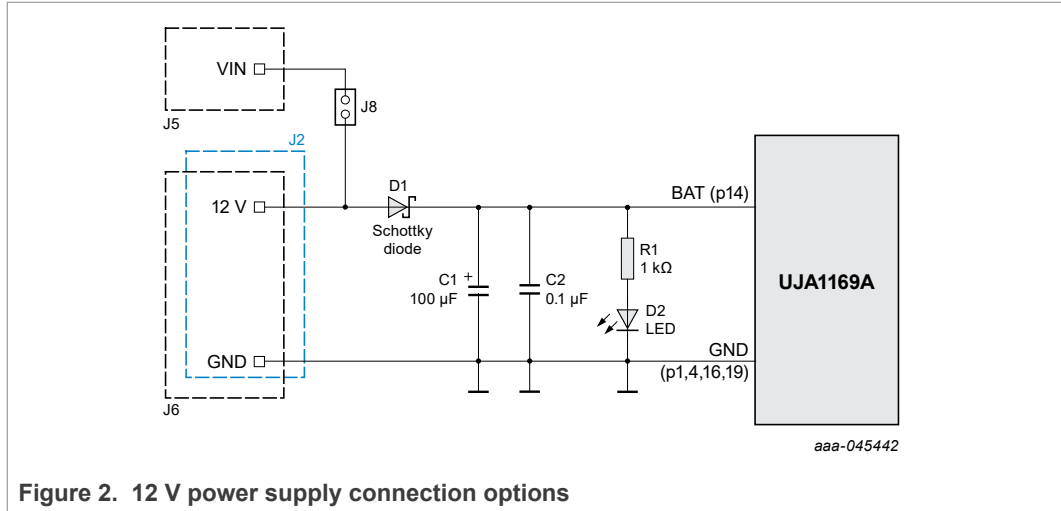 VIN
J8
J5
J2
12 V
D1
Schottky
diode
BAT (p14)
C1
+
100 µF
C2
0.1 µF
R1
1 kΩ
D2
LED
UJA1169A
GND
GND
(p1,4,16,19)
J6
aaa-045442
Figure 2. 12 V power supply connection options